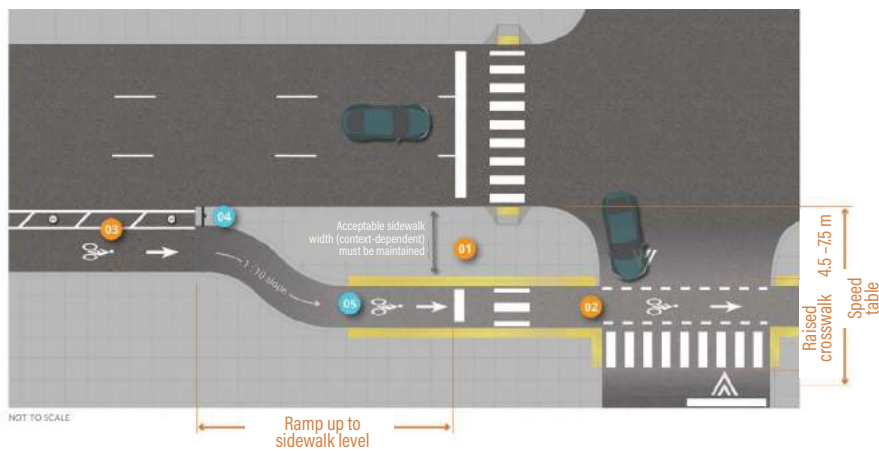 04
03
Acceptable sidewalk
width (context-dependent)
must be maintained
01
1 : 10 slope
05
02
Raised
crosswalk
4.5 –7.5 m
Speed
table
NOT TO SCALE
Ramp up to
sidewalk level